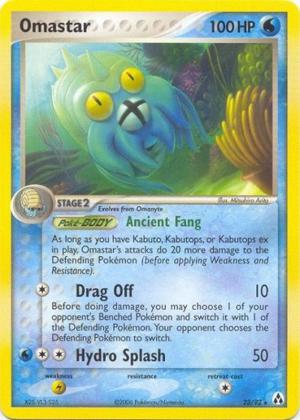 Omastar 100 HP
Illus. Mitsuhiro Arita
STAGE2 Evolves from Omanyte
Poké-BODY Ancient Fang
As long as you have Kabuto, Kabutops, or Kabutops ex
in play, Omastar's attacks do 20 more damage to the
Defending Pokémon (before applying Weakness and
Resistance).
Drag Off 10
Before doing damage, you may choose 1 of your
opponent's Benched Pokémon and switch it with 1 of
the Defending Pokémon. Your opponent chooses the
Defending Pokémon to switch.
Hydro Splash 50
weakness resistance retreat cost
©2006 Pokémon/Nintendo